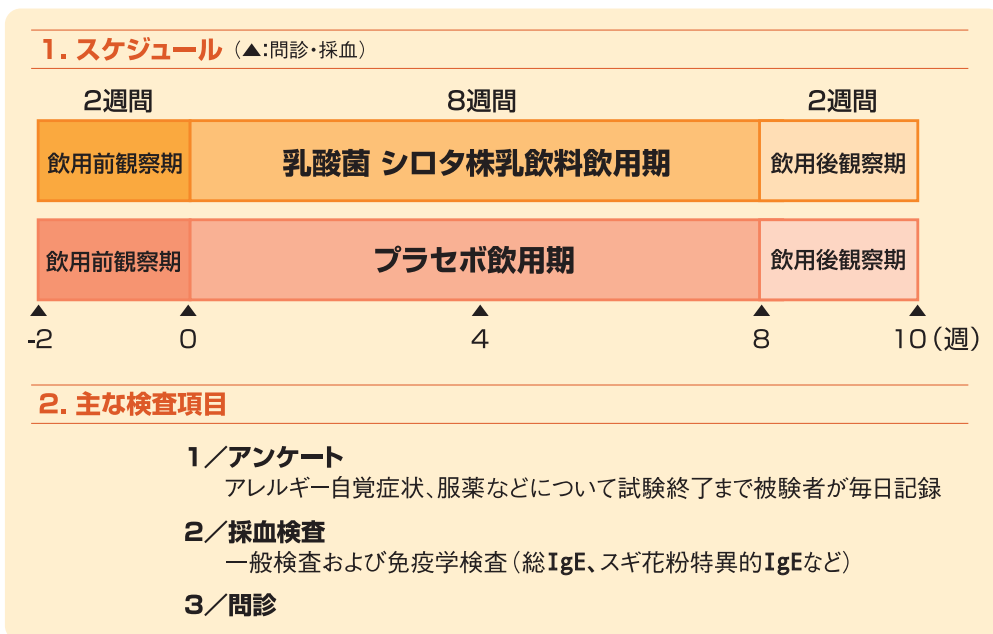 1. スケジュール（▲:問診・採血）
2週間 8週間 2週間
飲用前観察期 乳酸菌 シロタ株乳飲料飲用期 飲用後観察期
飲用前観察期 プラセボ飲用期 飲用後観察期
▲ ▲ ▲ ▲ ▲
-2 0 4 8 10（週）
2. 主な検査項目
1／アンケート
アレルギー自覚症状、服薬などについて試験終了まで被験者が毎日記録
2／採血検査
一般検査および免疫学検査（総IgE、スギ花粉特異的IgEなど）
3／問診